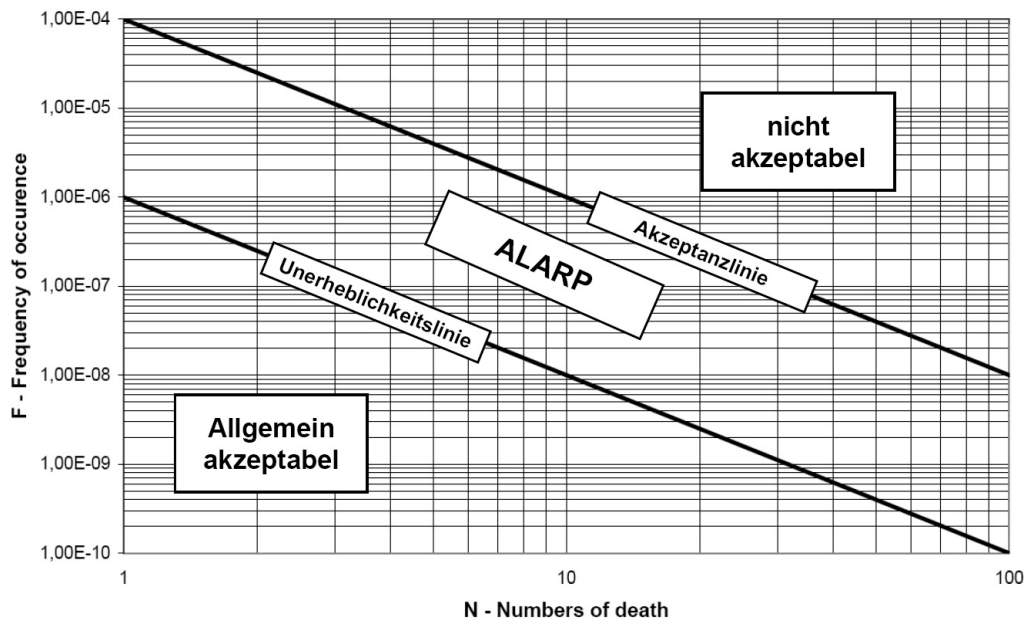 1,00E-04
1,00E-05
1,00E-06
1,00E-07
1,00E-08
1,00E-09
1,00E-10
F - Frequency of occurence
nicht
akzeptabel
Akzeptanzlinie
ALARP
Unerheblichkeitslinie
Allgemein
akzeptabel
1
10
100
N - Numbers of death